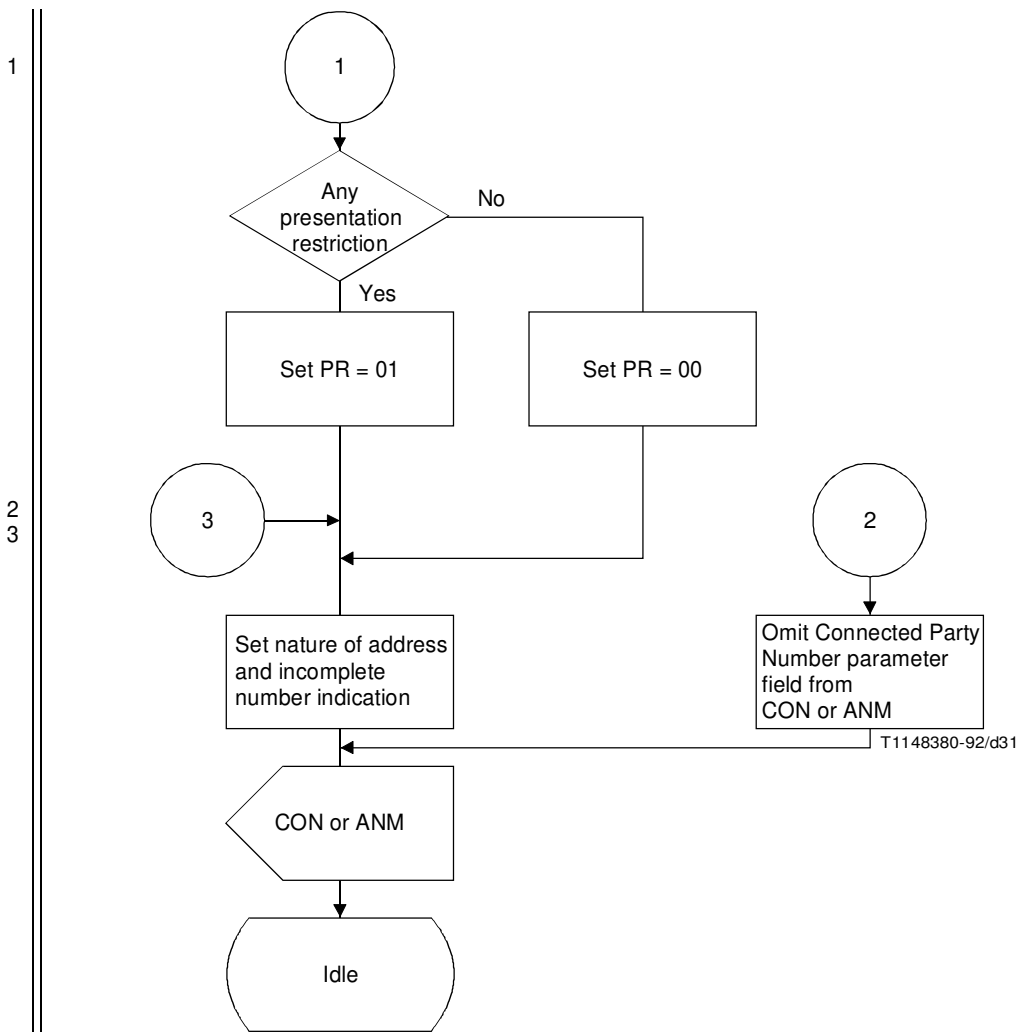 1
1
Any
presentation
restriction
No
Yes
Set PR = 01
Set PR = 00
2
3
3
2
Set nature of address
and incomplete
number indication
Omit Connected Party
Number parameter
field from
CON or ANM
T1148380-92/d31
CON or ANM
Idle